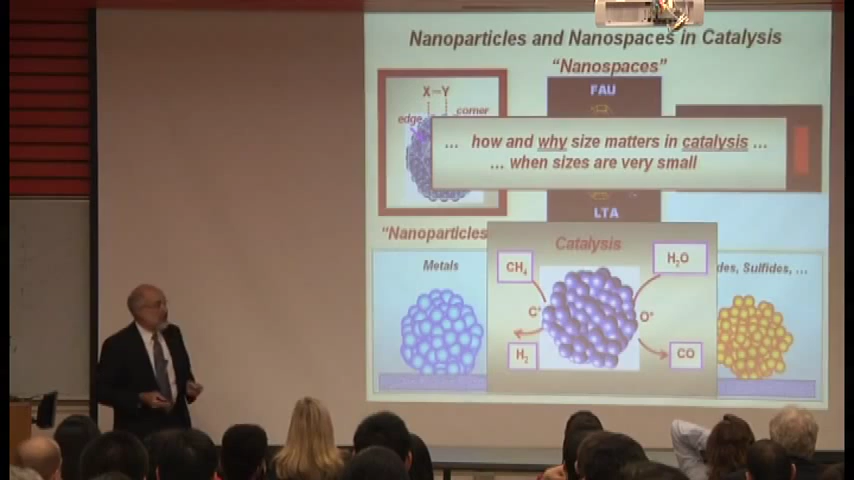 Nanoparticles and Nanospaces in Catalysis
"Nanospaces"
X–Y
edge
corner
FAU
... how and why size matters in catalysis ...
... when sizes are very small
LTA
"Nanoparticles
Metals
Catalysis
CH₄
H₂O
C*
O*
H₂
CO
des, Sulfides, ...